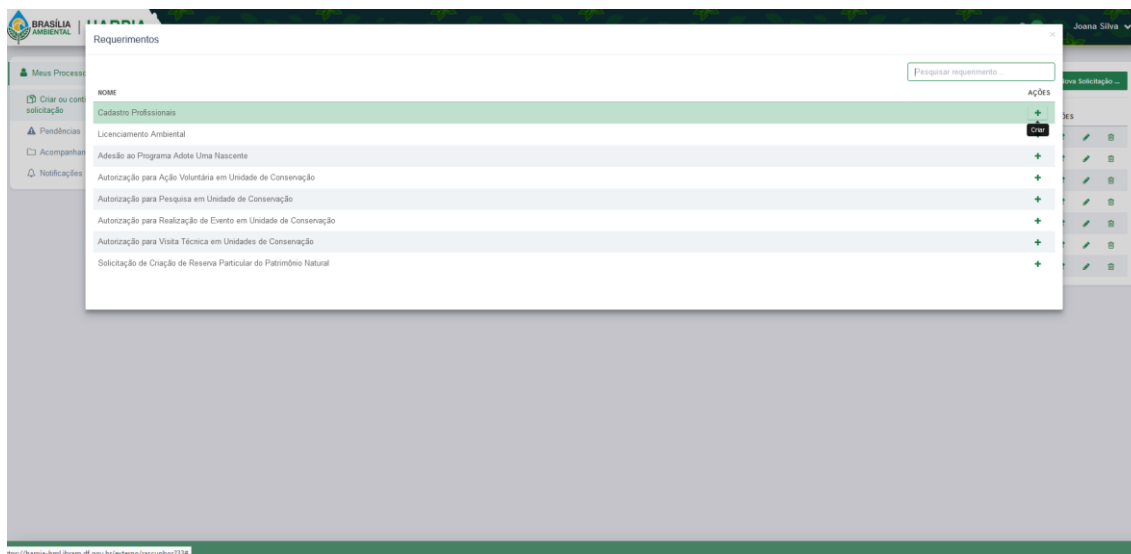 BRASÍLIA
AMBIENTAL
Joana Silva
Requerimentos
×
Pesquisar requerimento...
Meus Processo
Nova Solicitação ...
NOME
AÇÕES
Criar ou cont
solicitação
Cadastro Profissionais
+
ÕES
Criar
Pendências
Licenciamento Ambiental
Acompanhan
Adesão ao Programa Adote Uma Nascente
+
Notificações
Autorização para Ação Voluntária em Unidade de Conservação
+
Autorização para Pesquisa em Unidade de Conservação
+
Autorização para Realização de Evento em Unidade de Conservação
+
Autorização para Visita Técnica em Unidades de Conservação
+
Solicitação de Criação de Reserva Particular do Patrimônio Natural
+